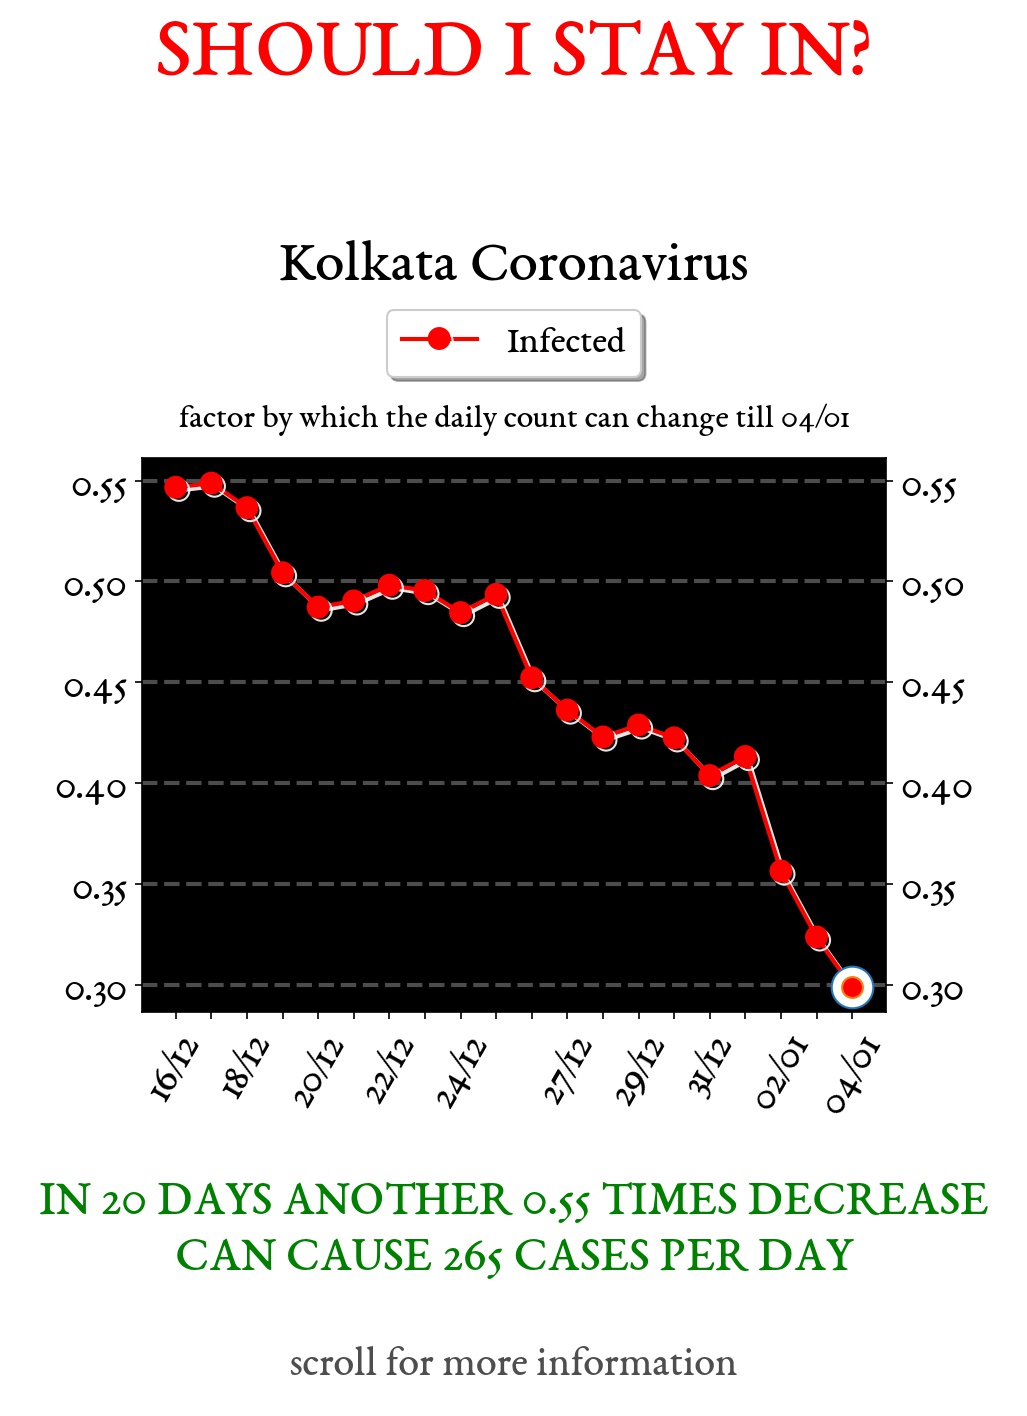 SHOULD I STAY IN?
Kolkata Coronavirus
Infected
factor by which the daily count can change till 04/01
0.55 0.55
0.50 0.50
0.45 0.45
0.40 0.40
0.35 0.35
0.30 0.30
16/12 18/12 20/12 22/12 24/12 27/12 29/12 31/12 02/01 04/01
IN 20 DAYS ANOTHER 0.55 TIMES DECREASE
CAN CAUSE 265 CASES PER DAY
scroll for more information